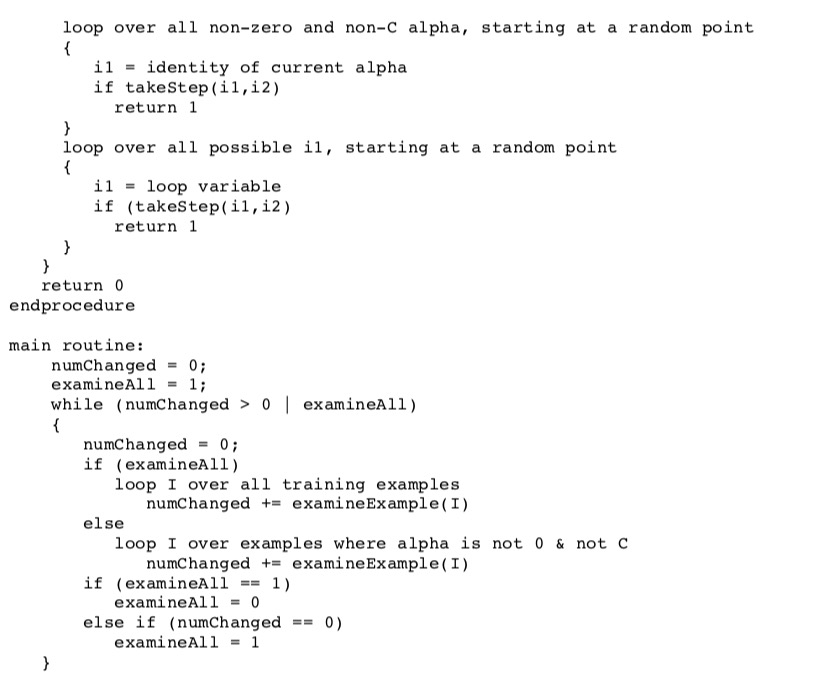 loop over all non-zero and non-C alpha, starting at a random point
{
i1 = identity of current alpha
if takeStep(i1,i2)
return 1
}
loop over all possible i1, starting at a random point
{
i1 = loop variable
if (takeStep(i1,i2)
return 1
}
}
return 0
endprocedure
main routine:
numChanged = 0;
examineAll = 1;
while (numChanged > 0 | examineAll)
{
numChanged = 0;
if (examineAll)
loop I over all training examples
numChanged += examineExample(I)
else
loop I over examples where alpha is not 0 & not C
numChanged += examineExample(I)
if (examineAll == 1)
examineAll = 0
else if (numChanged == 0)
examineAll = 1
}